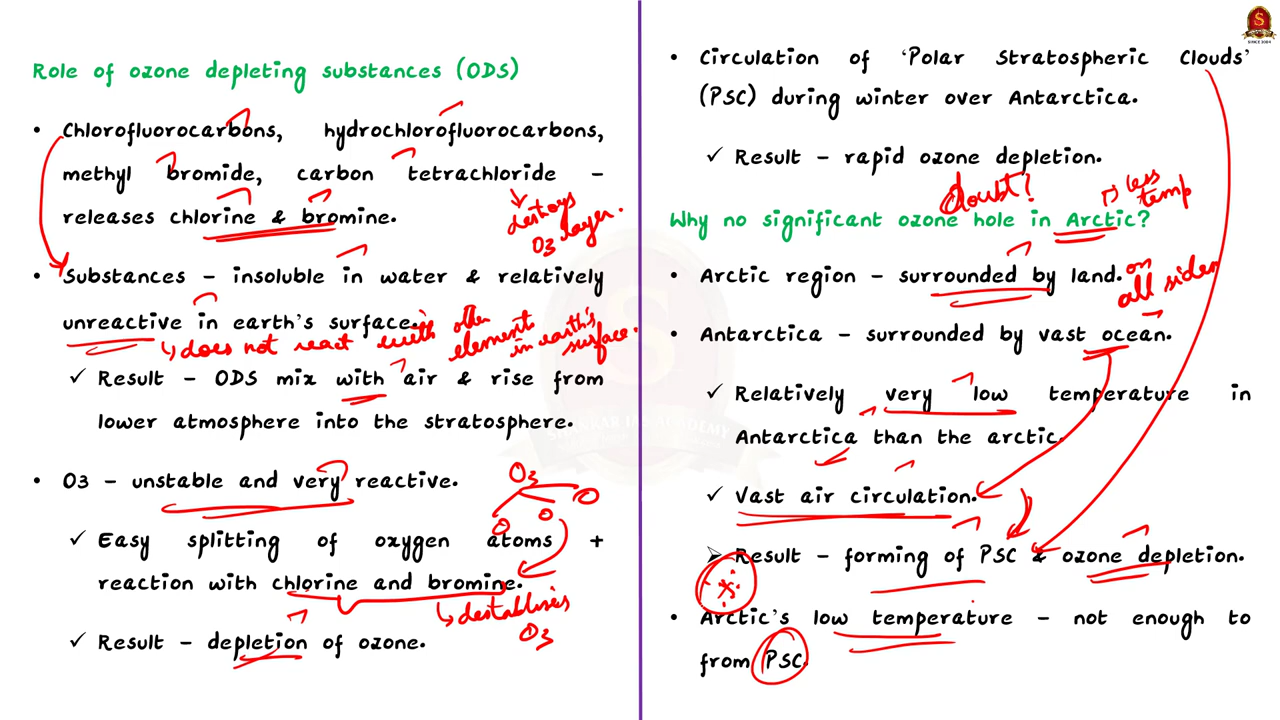 Role of ozone depleting substances (ODS)
• Chlorofluorocarbons, hydrochlorofluorocarbons,
methyl bromide, carbon tetrachloride –
releases chlorine & bromine.
destroys
O3 layer.
• Substances – insoluble in water & relatively
unreactive in earth's surface.
does not react with other
element
in earth's
surface.
✓ Result – ODS mix with air & rise from
lower atmosphere into the stratosphere.
• O3 – unstable and very reactive.
O3
O O O
✓ Easy splitting of oxygen atoms +
reaction with chlorine and bromine.
O3
✓ Result – depletion of ozone.
• Circulation of ‘Polar Stratospheric Clouds’
(PSC) during winter over Antarctica.
✓ Result – rapid ozone depletion.
doubt?
less
temp
Why no significant ozone hole in Arctic?
• Arctic region – surrounded by land.
on
all sides
• Antarctica – surrounded by vast ocean.
✓ Relatively very low temperature in
Antarctica than the arctic.
✓ Vast air circulation.
➢ Result – forming of PSC & ozone depletion.
• Arctic's low temperature – not enough to
from PSC.
S
SINCE 2004